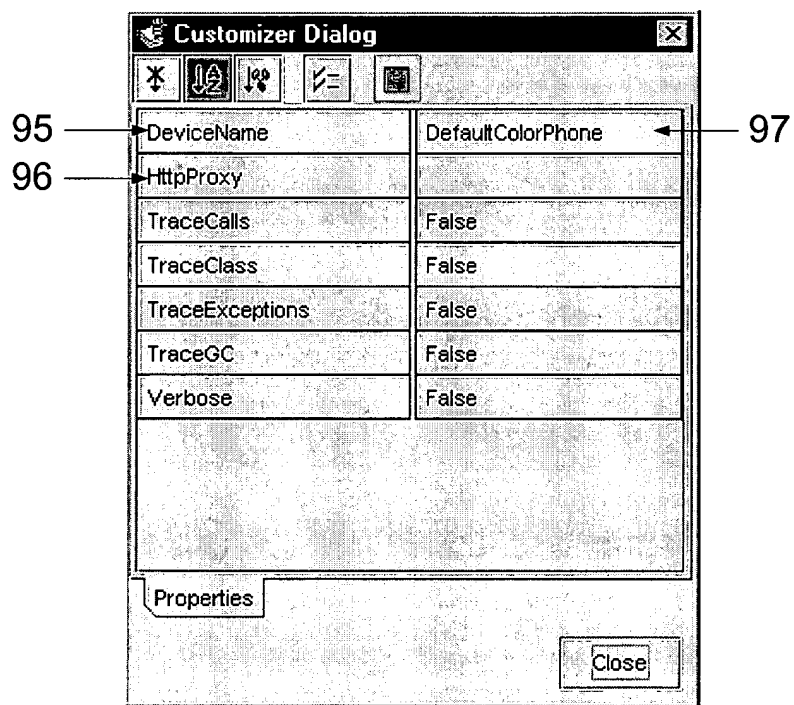 Customizer Dialog
95 DeviceName DefaultColorPhone 97
96 HttpProxy
TraceCalls False
TraceClass False
TraceExceptions False
TraceGC False
Verbose False
Properties
Close